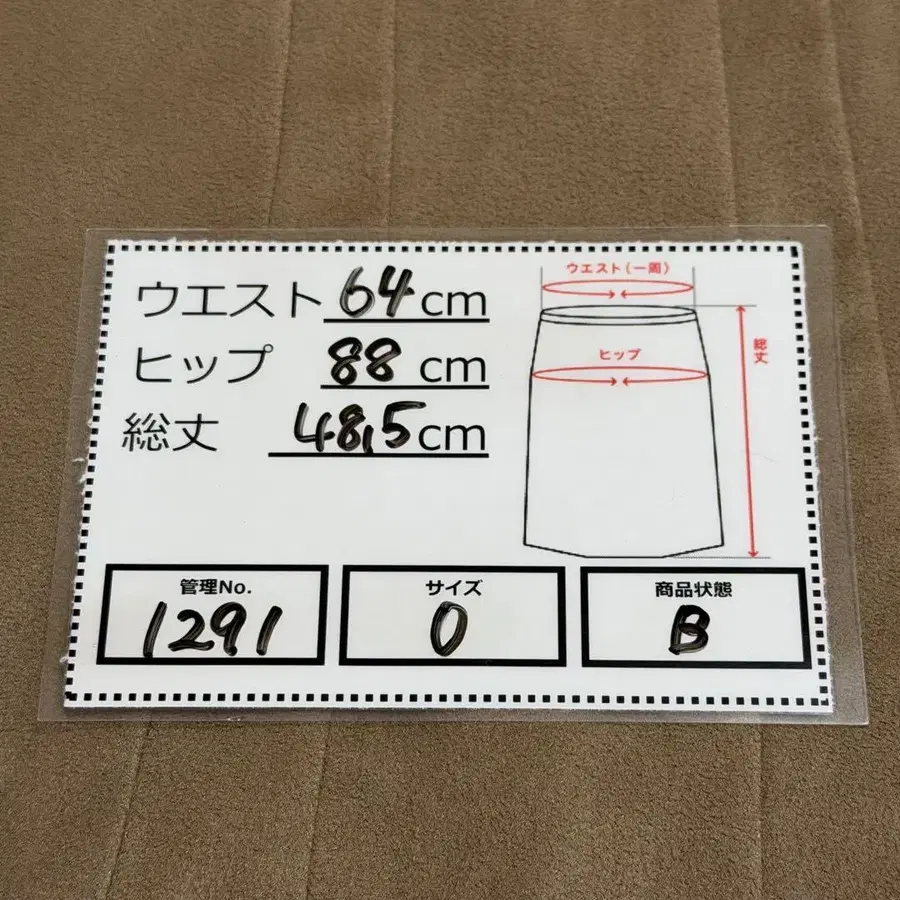 ウエスト 64 cm
ヒップ 88 cm
総丈 48,5 cm
ウエスト(一周)
ヒップ
総丈
管理No.
1291
サイズ
0
商品状態
B